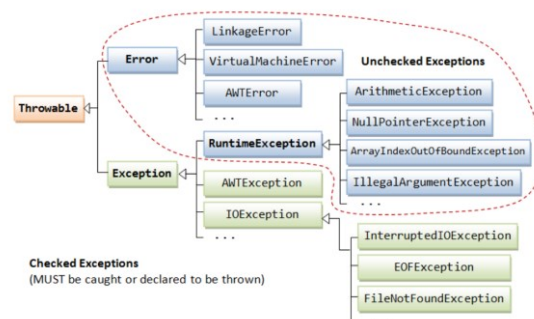 LinkageError
Error
VirtualMachineError
Unchecked Exceptions
AWTError
ArithmeticException
...
Throwable
NullPointerException
RuntimeException
ArrayIndexOutOfBoundException
Exception
AWTException
IllegalArgumentException
IOException
...
...
InterruptedIOException
Checked Exceptions
(MUST be caught or declared to be thrown)
EOFException
FileNotFoundException